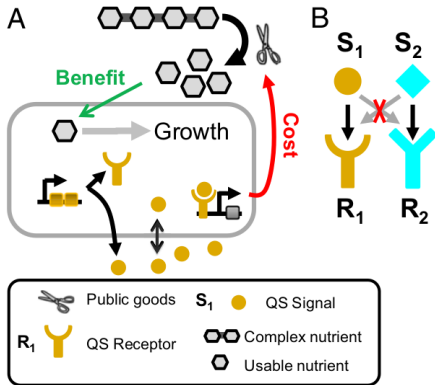 A
B
S1 S2
Benefit
Growth
Cost
R1 R2
Public goods S1 QS Signal
R1 QS Receptor Complex nutrient
Usable nutrient